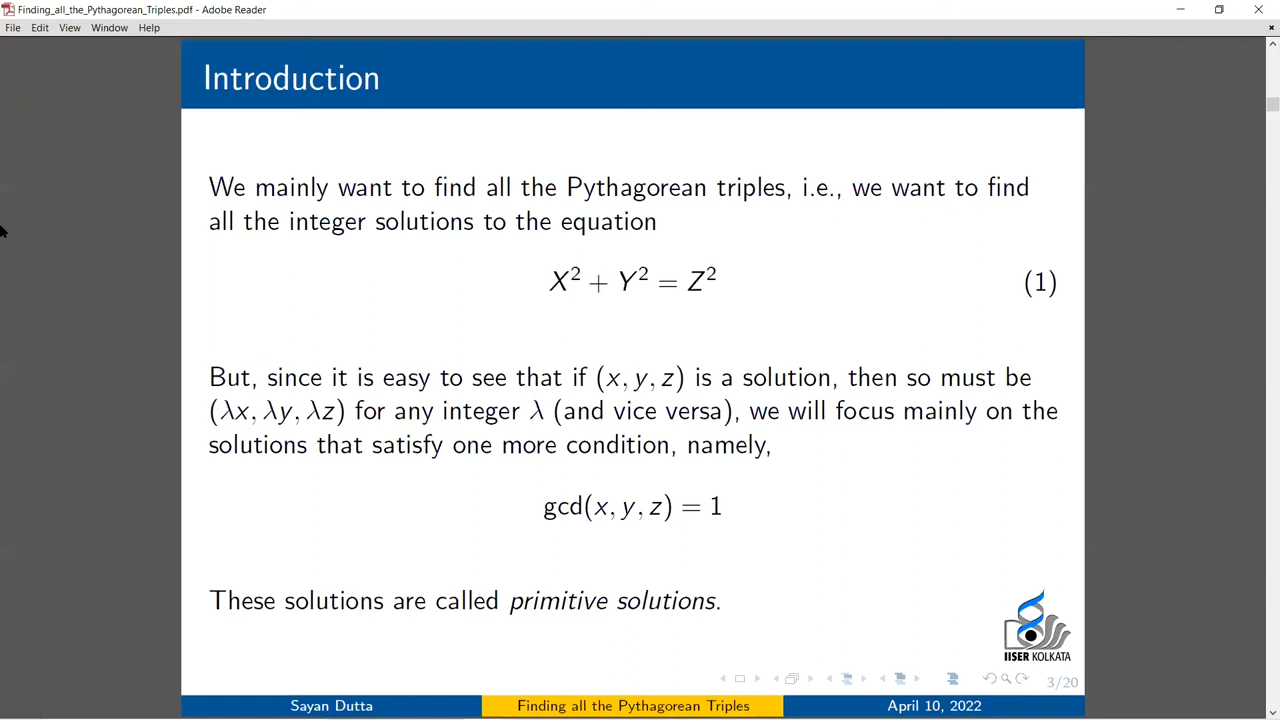 Finding_all_the_Pythagorean_Triples.pdf - Adobe Reader
File Edit View Window Help
Introduction
We mainly want to find all the Pythagorean triples, i.e., we want to find
all the integer solutions to the equation
X² + Y² = Z² (1)
But, since it is easy to see that if (x, y, z) is a solution, then so must be
(λx, λy, λz) for any integer λ (and vice versa), we will focus mainly on the
solutions that satisfy one more condition, namely,
gcd(x, y, z) = 1
These solutions are called primitive solutions.
IISER KOLKATA
3/20
Sayan Dutta Finding all the Pythagorean Triples April 10, 2022